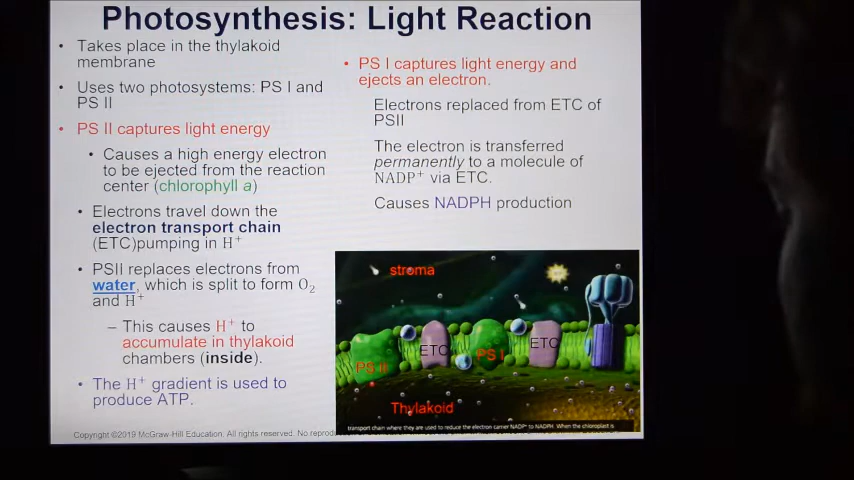 Photosynthesis: Light Reaction
• Takes place in the thylakoid
membrane
• Uses two photosystems: PS I and
PS II
• PS II captures light energy
• Causes a high energy electron
to be ejected from the reaction
center (chlorophyll a)
• Electrons travel down the
electron transport chain
(ETC)pumping in H⁺
• PSII replaces electrons from
water, which is split to form O₂
and H⁺
– This causes H⁺ to
accumulate in thylakoid
chambers (inside).
• The H⁺ gradient is used to
produce ATP.
• PS I captures light energy and
ejects an electron.
Electrons replaced from ETC of
PSII
The electron is transferred
permanently to a molecule of
NADP⁺ via ETC.
Causes NADPH production
stroma
ETC
ETC
PS I
PS II
Thylakoid
transport chain where they are used to reduce the electron carrier NADP⁺ to NADPH. When the chloroplast is
Copyright ©2019 McGraw-Hill Education. All rights reserved. No